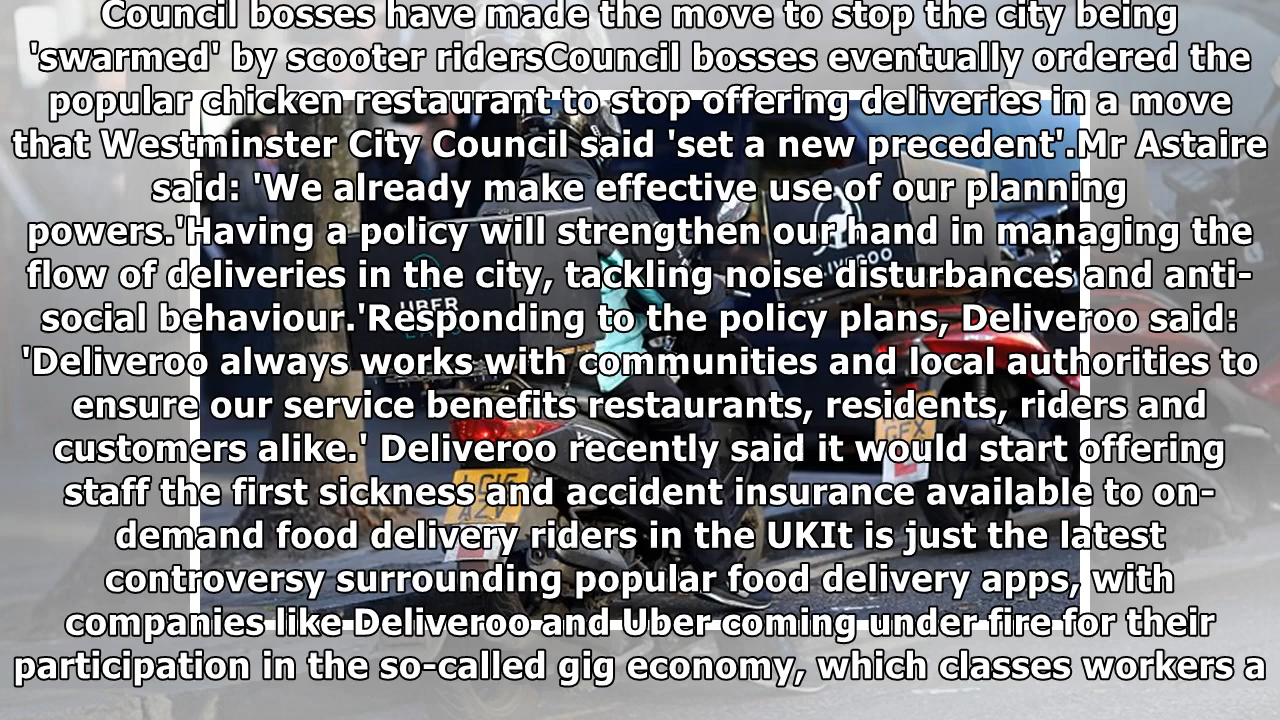 Council bosses have made the move to stop the city being
'swarmed' by scooter ridersCouncil bosses eventually ordered the
popular chicken restaurant to stop offering deliveries in a move
that Westminster City Council said 'set a new precedent'.Mr Astaire
said: 'We already make effective use of our planning
powers.'Having a policy will strengthen our hand in managing the
flow of deliveries in the city, tackling noise disturbances and anti-
social behaviour.'Responding to the policy plans, Deliveroo said:
'Deliveroo always works with communities and local authorities to
ensure our service benefits restaurants, residents, riders and
customers alike.' Deliveroo recently said it would start offering
staff the first sickness and accident insurance available to on-
demand food delivery riders in the UKIt is just the latest
controversy surrounding popular food delivery apps, with
companies like Deliveroo and Uber coming under fire for their
participation in the so-called gig economy, which classes workers a
UBER